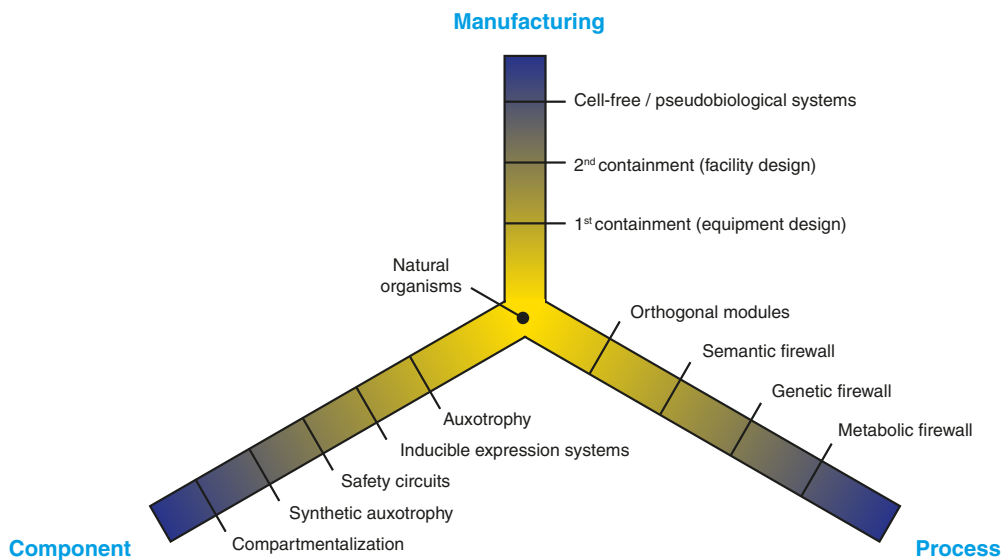 Manufacturing
Cell-free / pseudobiological systems
2nd containment (facility design)
1st containment (equipment design)
Natural
organisms
Orthogonal modules
Semantic firewall
Genetic firewall
Metabolic firewall
Auxotrophy
Inducible expression systems
Safety circuits
Synthetic auxotrophy
Compartmentalization
Component
Process